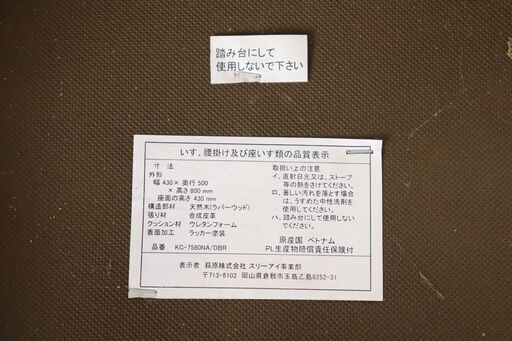 踏み台にして
使用しないで下さい
いす、腰掛け及び座いす類の品質表示
寸 法
外形
幅 430× 奥行 500
× 高さ 800 mm
座面の高さ 430 mm
構造部材 天然木(ラバーウッド)
張り材 合成皮革
クッション材 ウレタンフォーム
表面加工 ラッカー塗装
品番 KC-7580NA/DBR
取扱い上の注意
イ、直射日光又は、ストーブ
等の熱をさけてください。
ロ、著しい汚れを落とす場合
は、うすめた中性洗剤を
使用してください。
ハ、踏み台にして使用しない
でください。
原産国 ベトナム
PL生産物賠償責任保険付
表示者 萩原株式会社 スリーアイ事業部
〒713-8103 岡山県倉敷市玉島乙島8252-31